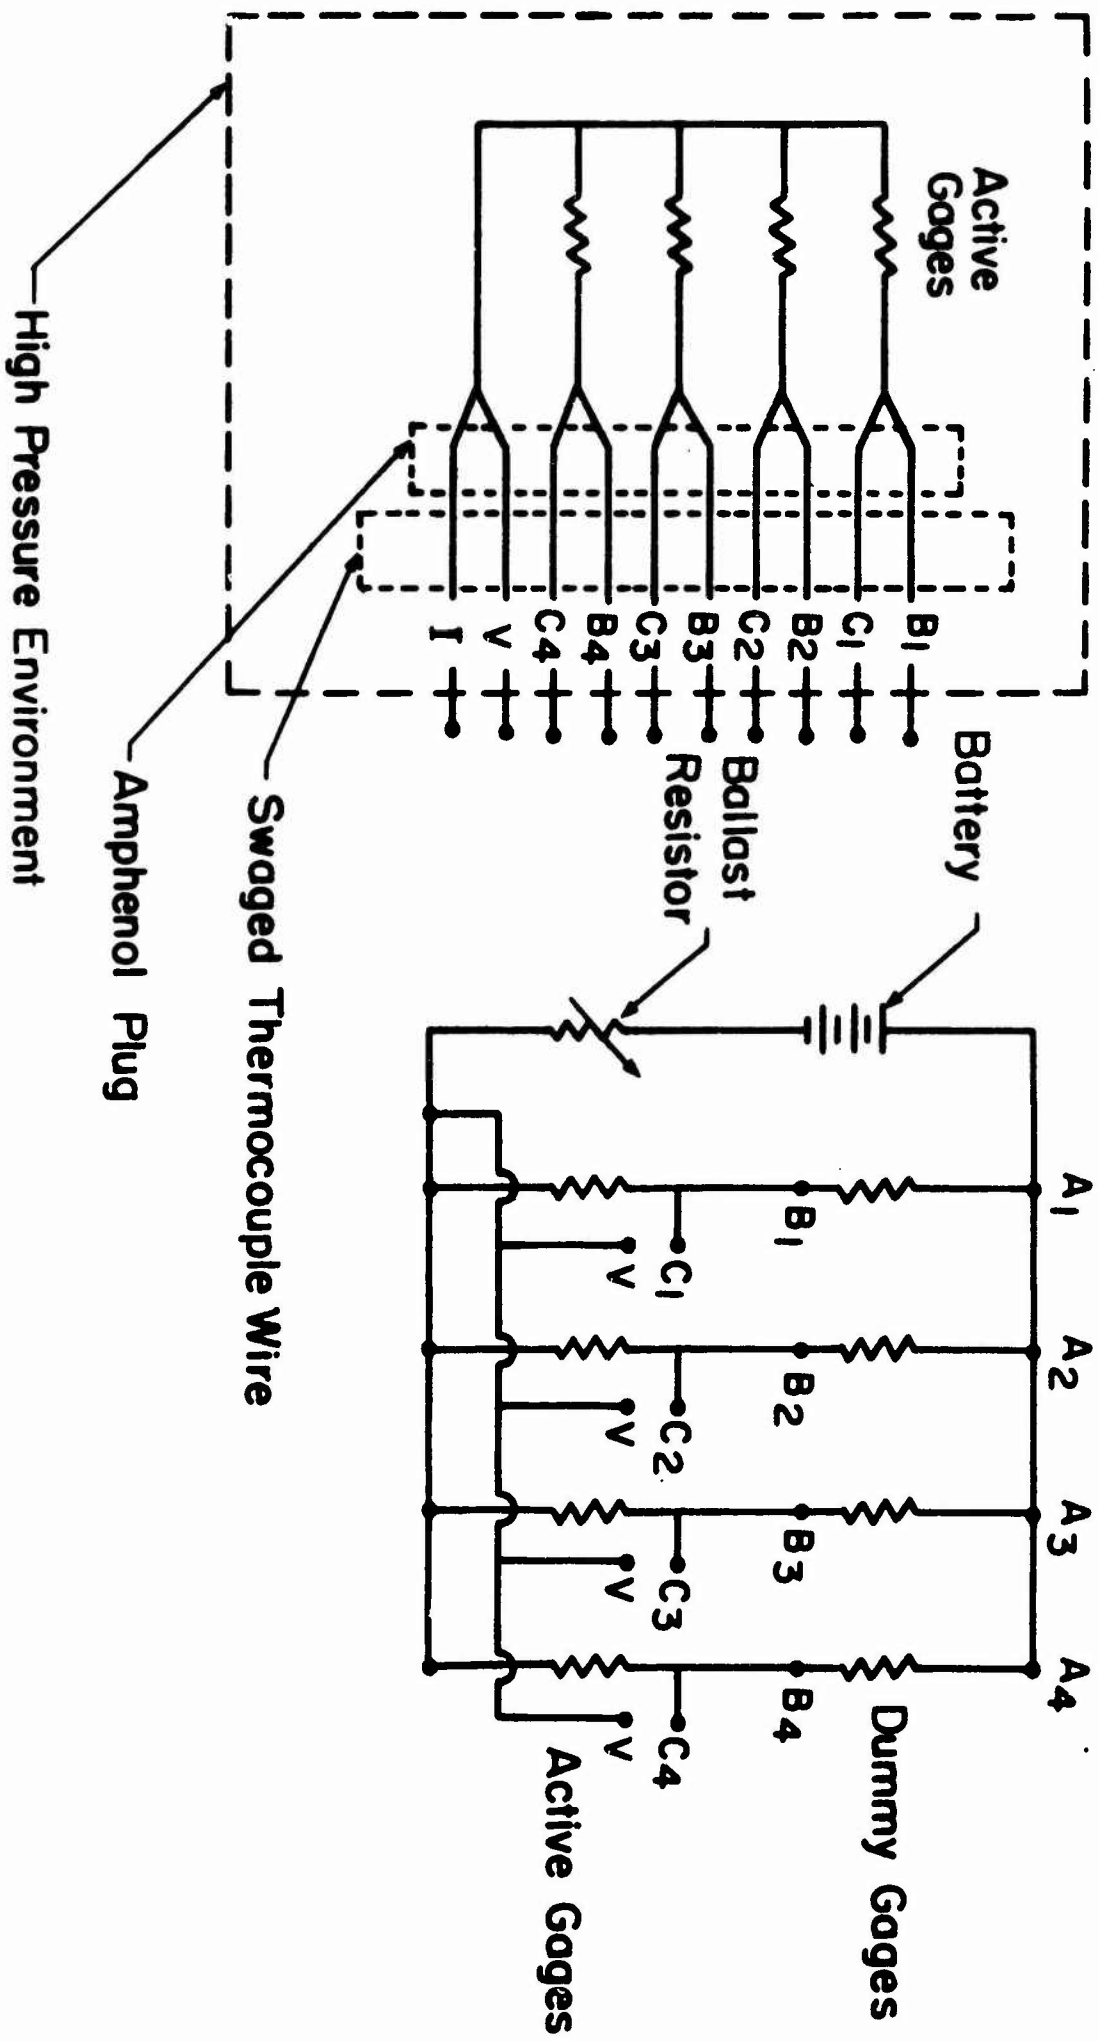 Active
Gages
B1
C1
B2
C2
B3
C3
B4
C4
V
I
High Pressure Environment
Amphenol Plug
Swaged Thermocouple Wire
Battery
Ballast
Resistor
A1 A2 A3 A4
Dummy Gages
B1 B2 B3 B4
C1 C2 C3 C4
V V V V
Active Gages